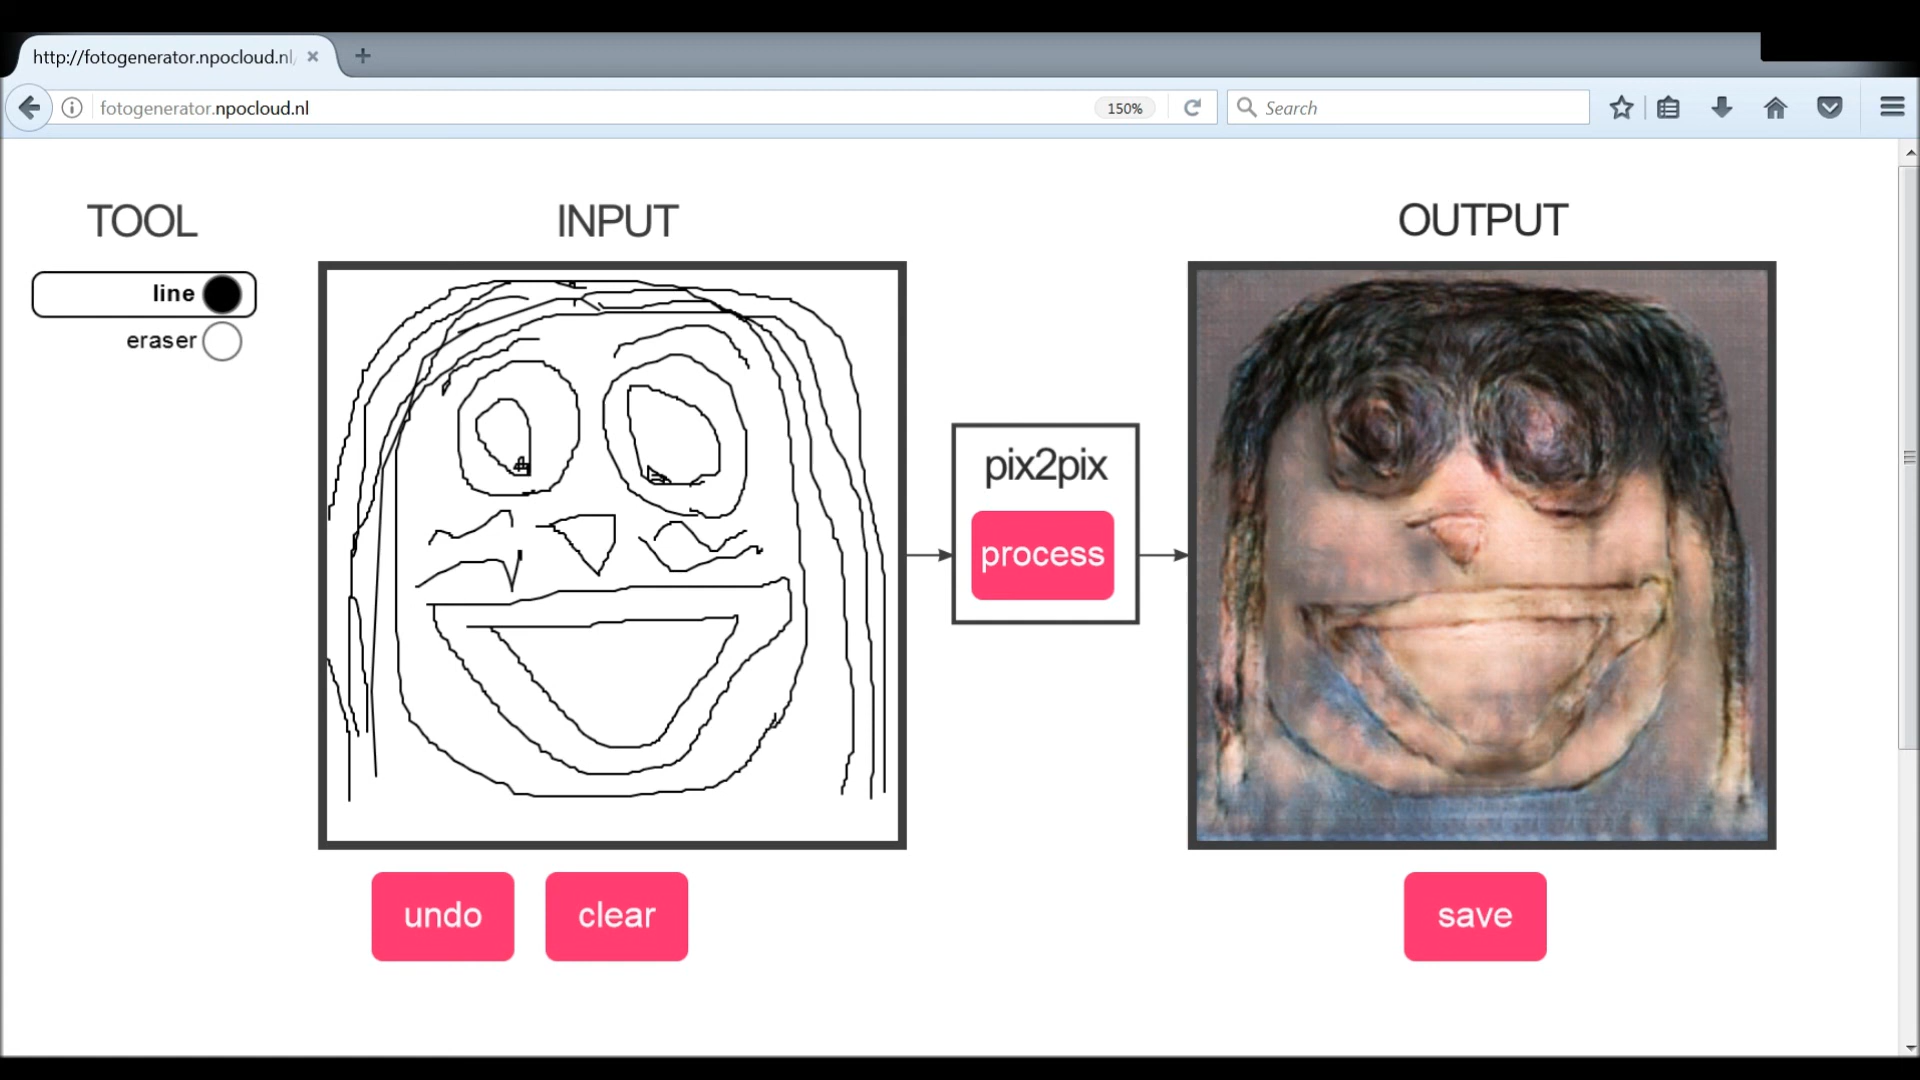 http://fotogenerator.npocloud.nl/
fotogenerator.npocloud.nl
150%
Search
TOOL
INPUT
OUTPUT
line
eraser
pix2pix
process
undo
clear
save